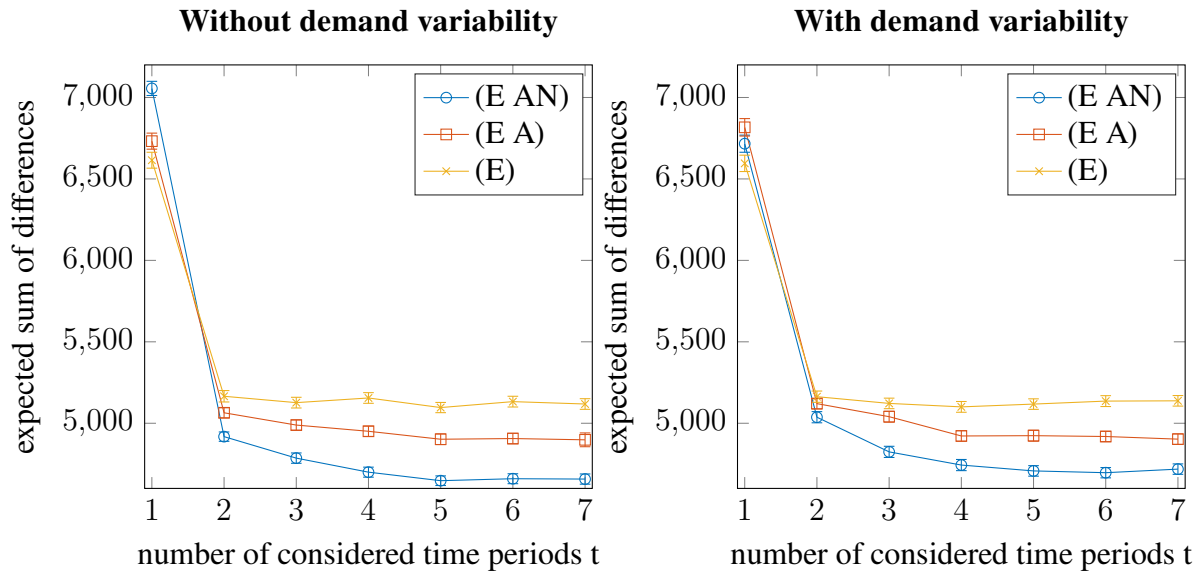 Without demand variability
expected sum of differences
7,000
6,500
6,000
5,500
5,000
(E AN)
(E A)
(E)
1 2 3 4 5 6 7
number of considered time periods t
With demand variability
expected sum of differences
7,000
6,500
6,000
5,500
5,000
(E AN)
(E A)
(E)
1 2 3 4 5 6 7
number of considered time periods t